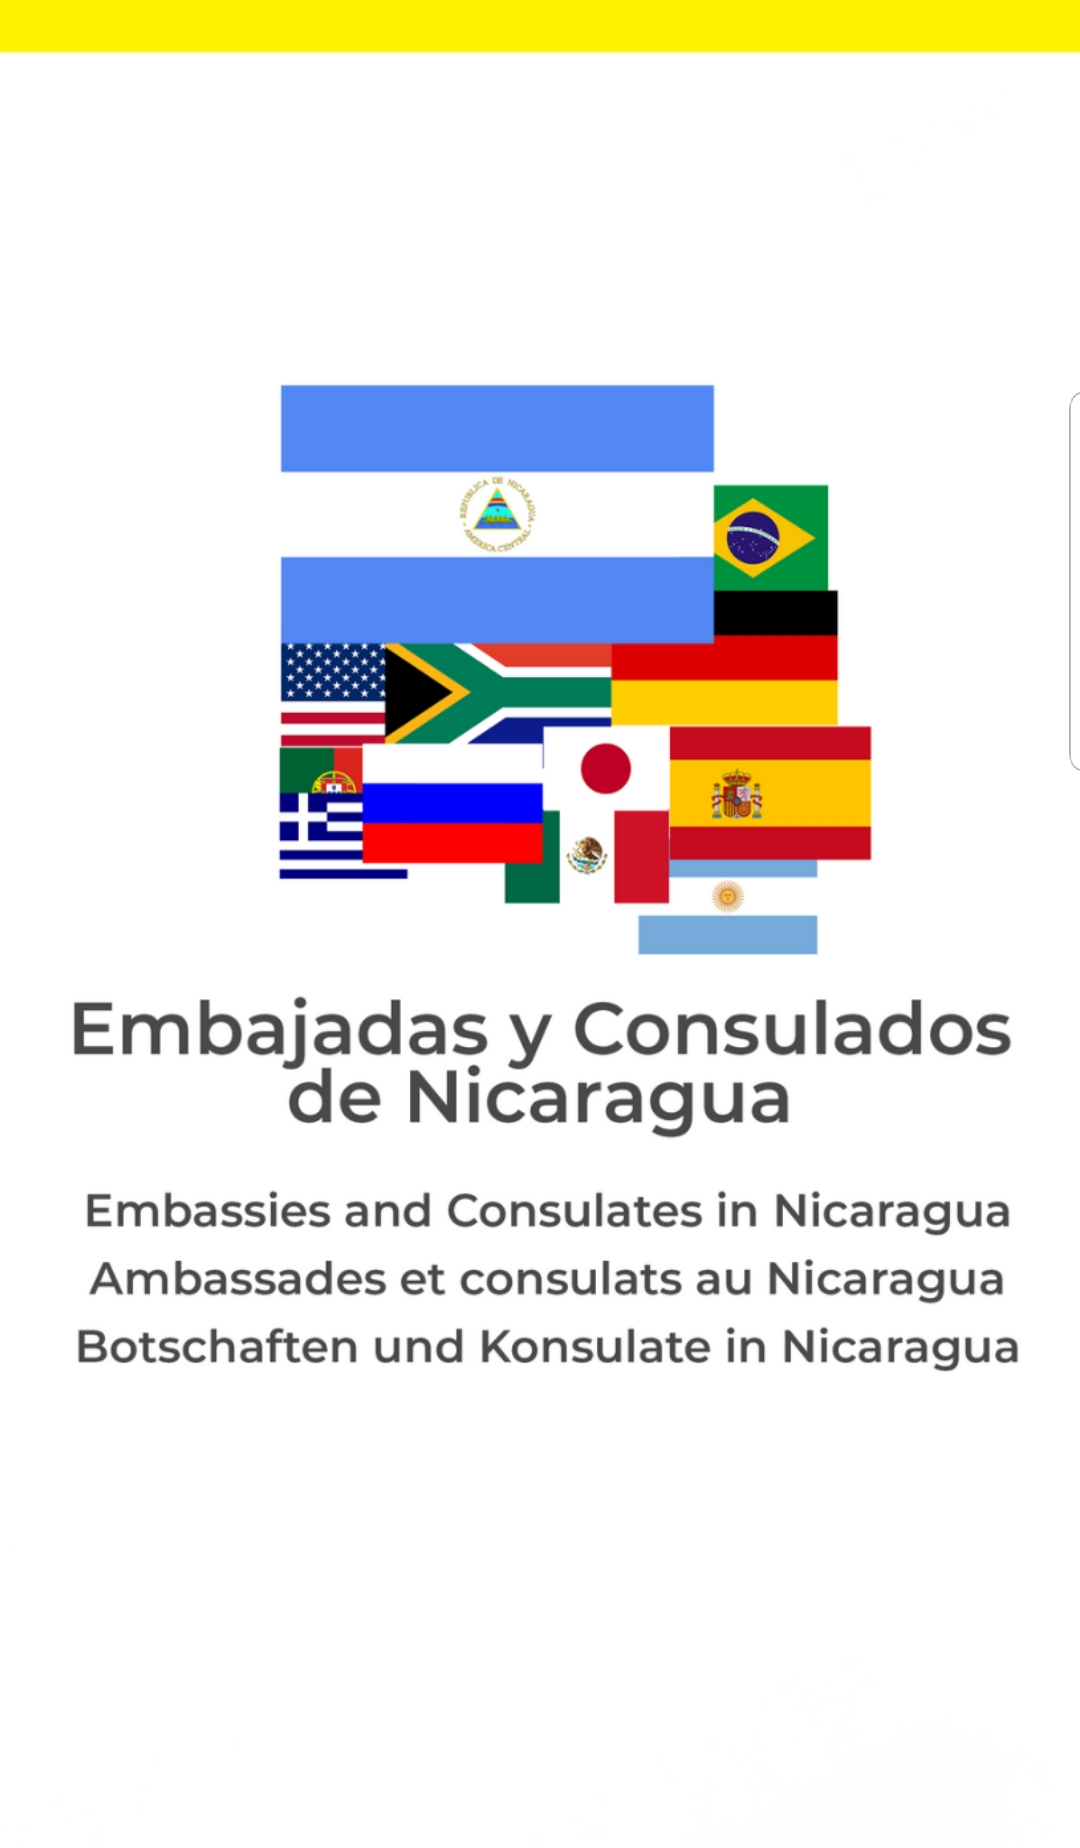 REPUBLICA DE NICARAGUA
AMERICA CENTRAL
Embajadas y Consulados
de Nicaragua
Embassies and Consulates in Nicaragua
Ambassades et consulats au Nicaragua
Botschaften und Konsulate in Nicaragua